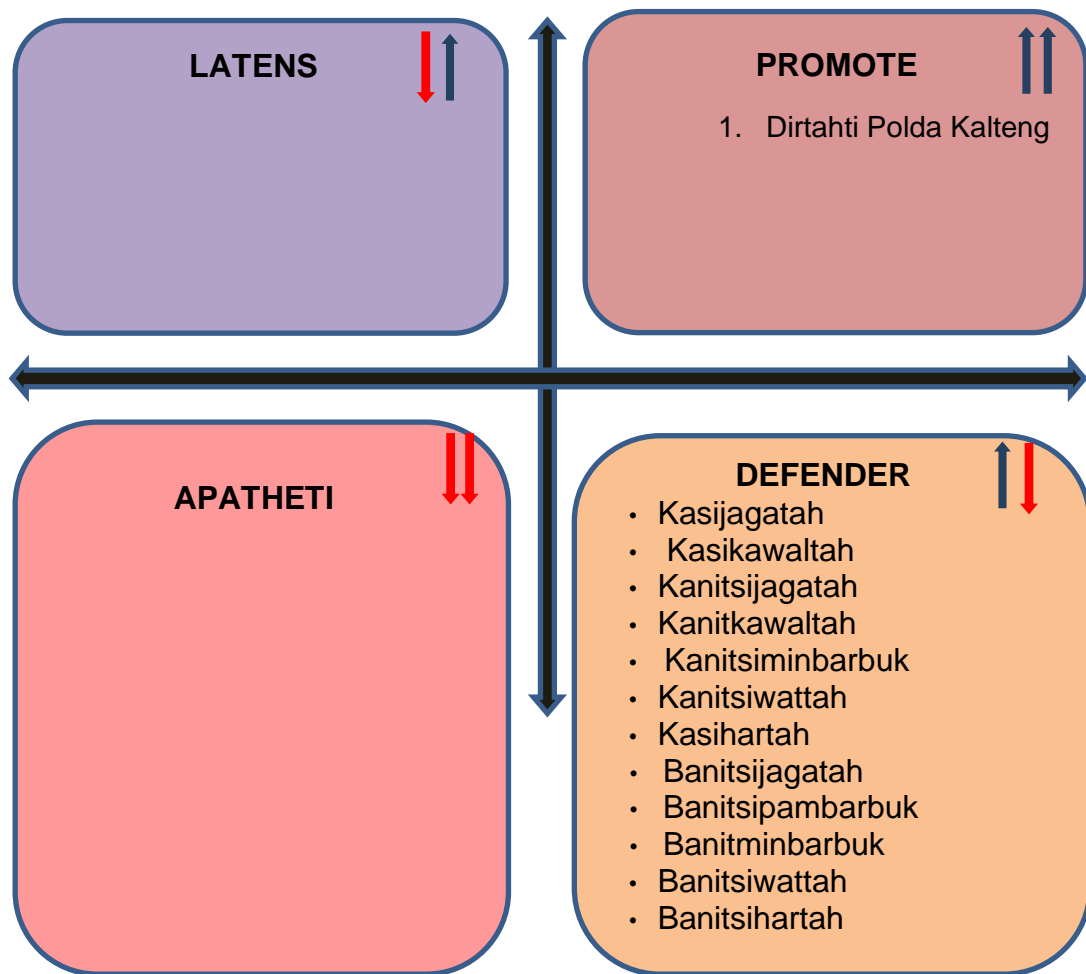 LATENS
PROMOTE
1. Dirtahti Polda Kalteng
APATHETI
DEFENDER
• Kasijagatah
• Kasikawaltah
• Kanitsijagatah
• Kanitkawaltah
• Kanitsiminbarbuk
• Kanitsiwattah
• Kasihartah
• Banitsijagatah
• Banitsipambarbuk
• Banitminbarbuk
• Banitsiwattah
• Banitsihartah